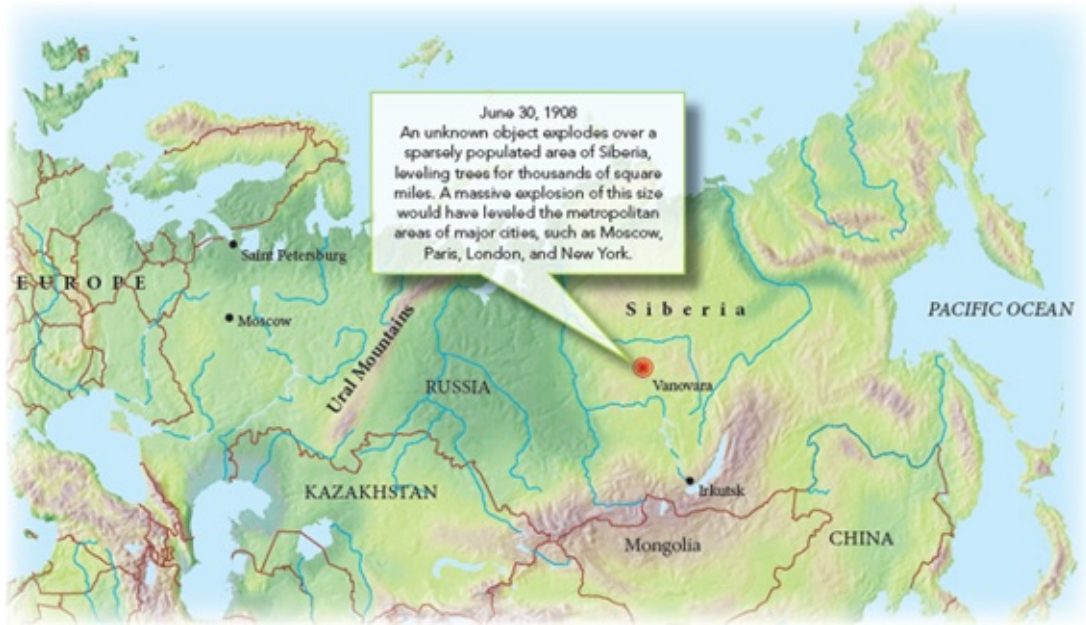 June 30, 1908
An unknown object explodes over a
sparsely populated area of Siberia,
leveling trees for thousands of square
miles. A massive explosion of this size
would have leveled the metropolitan
areas of major cities, such as Moscow,
Paris, London, and New York.
Saint Petersburg
EUROPE
Siberia
PACIFIC OCEAN
Moscow
Ural Mountains
RUSSIA
Vanovara
KAZAKHSTAN
Irkutsk
Mongolia
CHINA